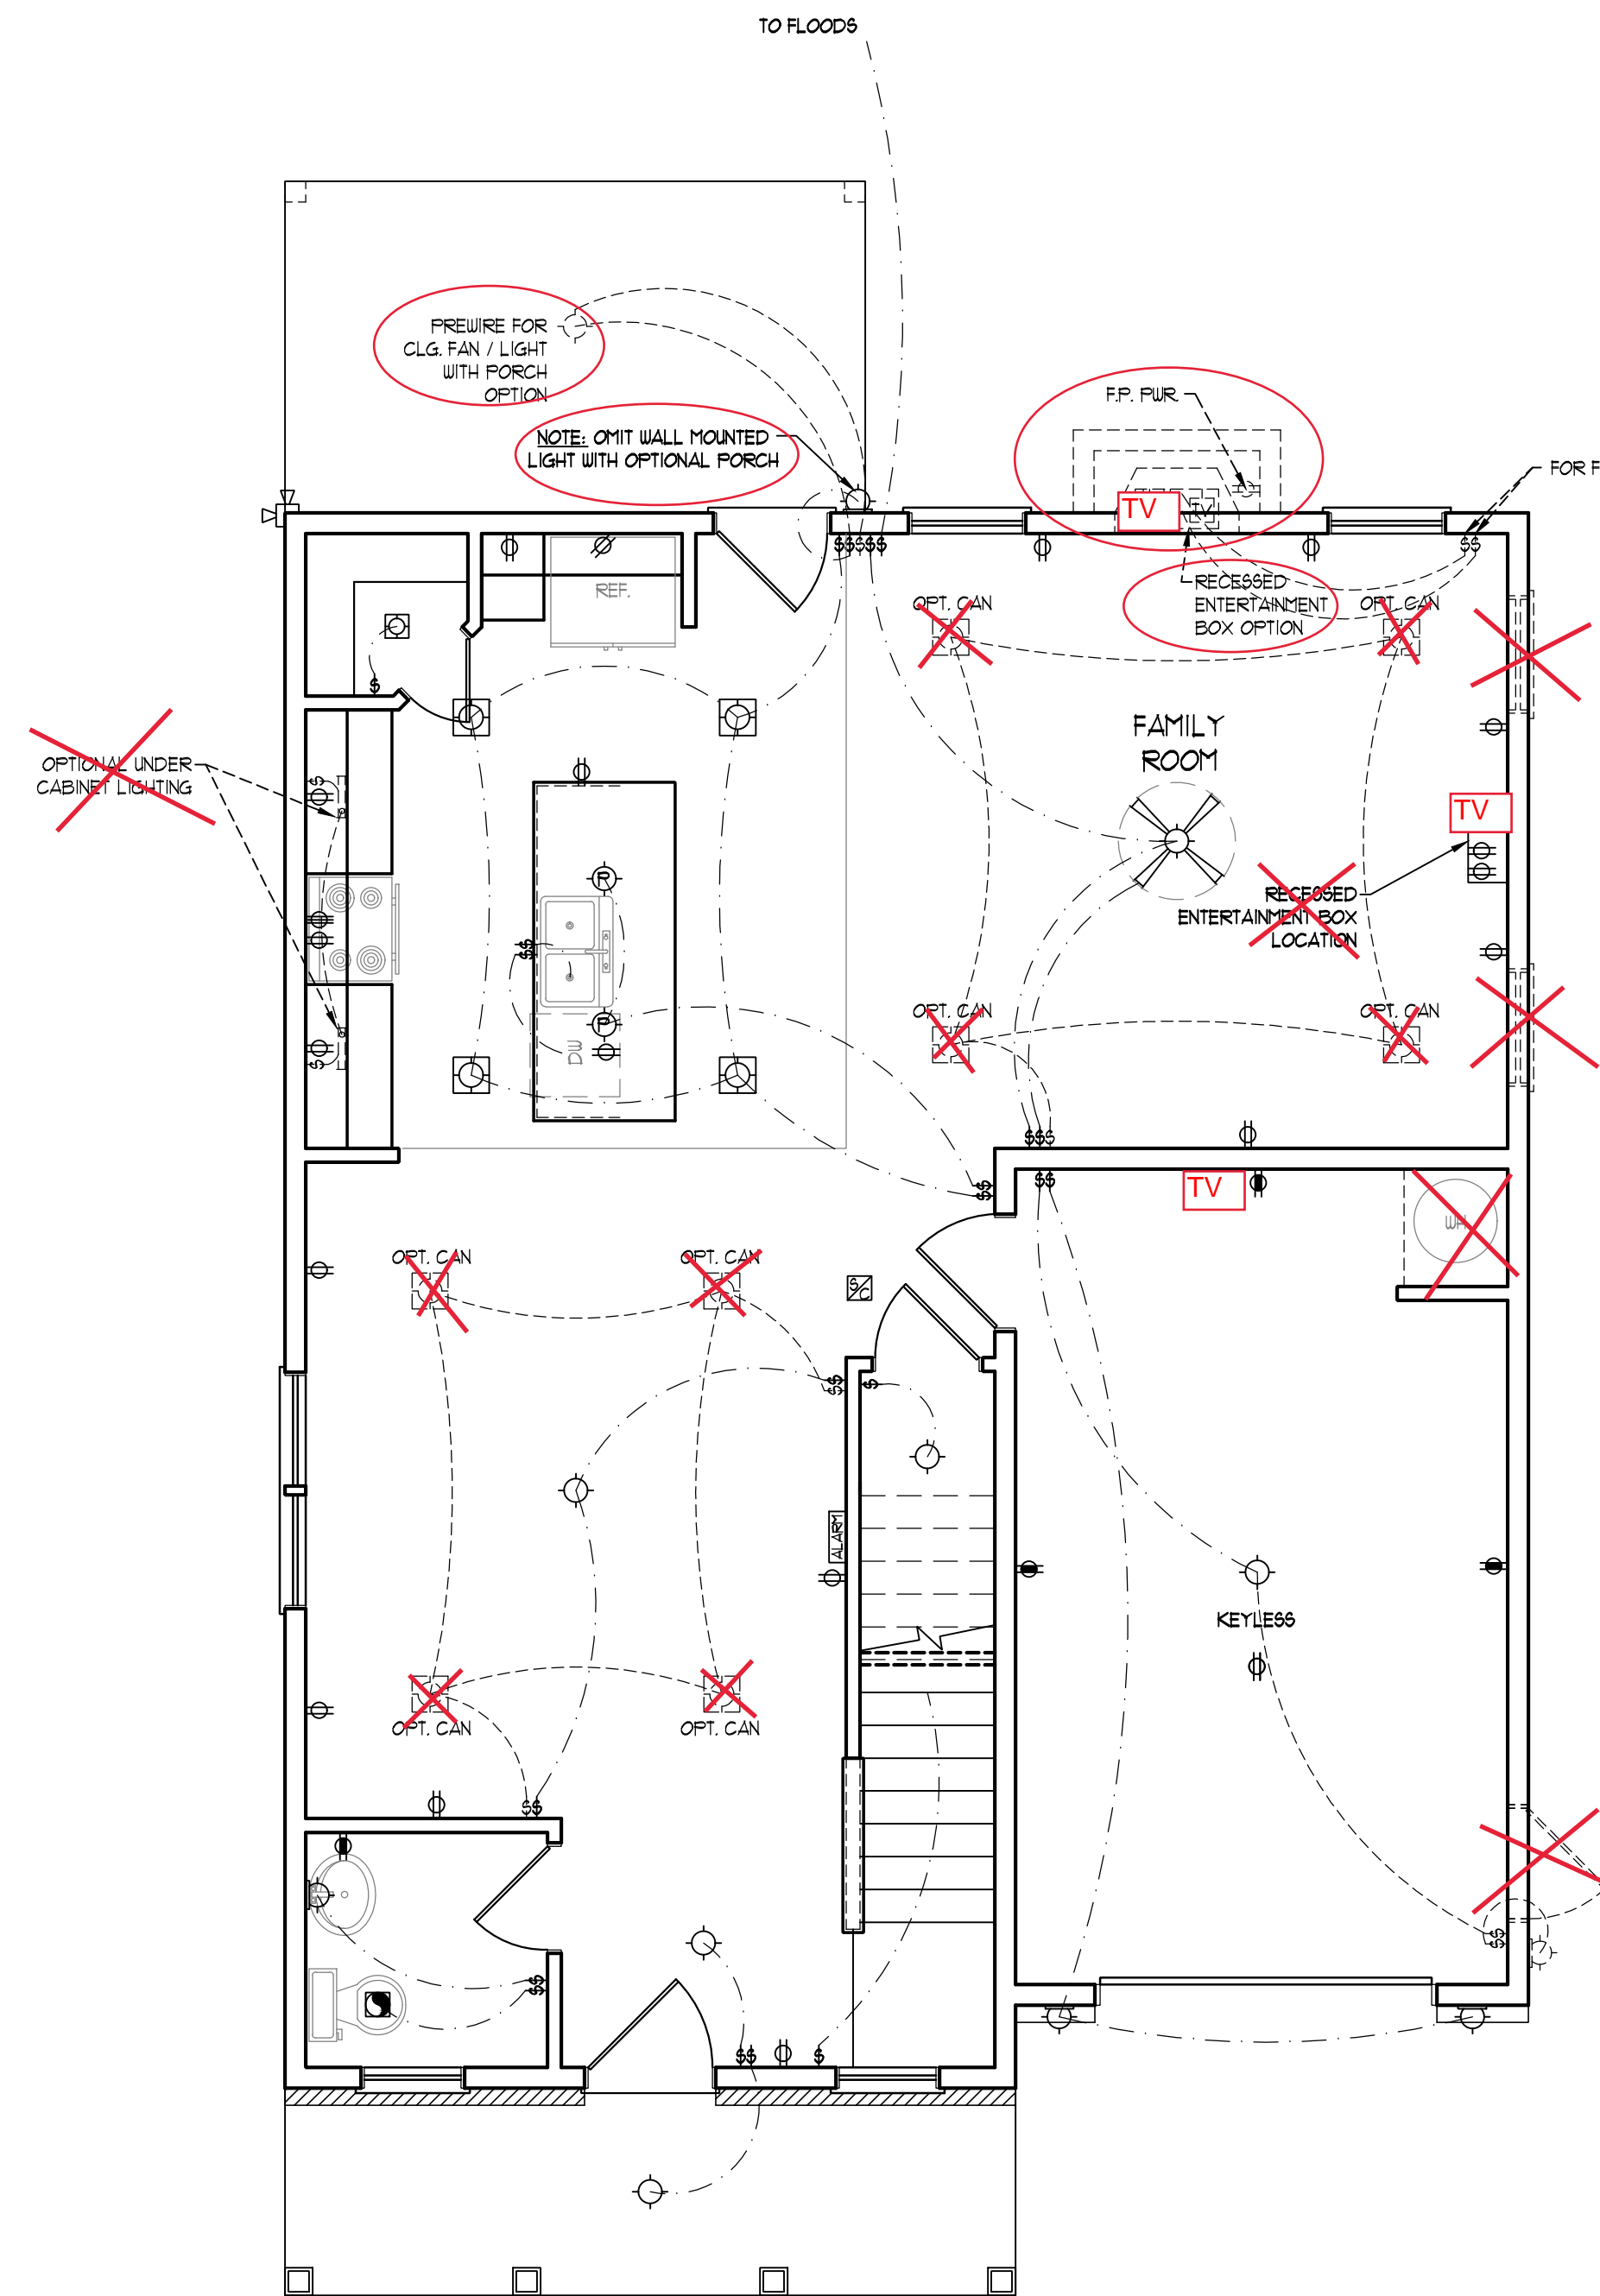 TO FLOODS
PREWIRE FOR
CLG. FAN / LIGHT
WITH PORCH
OPTION
NOTE: OMIT WALL MOUNTED
LIGHT WITH OPTIONAL PORCH
F.P. PWR.
FOR F
TV
TV
$$$$$
$$
RECESSED
ENTERTAINMENT
BOX OPTION
REF.
OPT. CAN
OPT. CAN
$
FAMILY
ROOM
OPTIONAL UNDER
CABINET LIGHTING
$
TV
R
RECESSED
ENTERTAINMENT BOX
LOCATION
$$
OPT. CAN
OPT. CAN
P
DW
$
$$$
$$
$$
TV
WH
OPT. CAN
OPT. CAN
S/C
$$
$
ALARM
KEYLESS
OPT. CAN
OPT. CAN
$$
$$
$$
$$
$